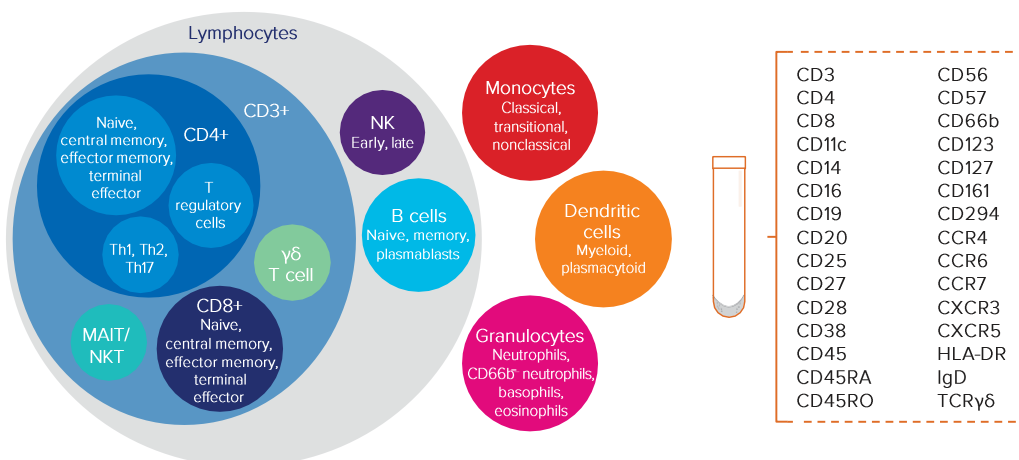 Lymphocytes
CD3+
CD4+
Naive,
central memory,
effector memory,
terminal
effector
T
regulatory
cells
Th1, Th2,
Th17
γδ
T cell
MAIT/
NKT
CD8+
Naive,
central memory,
effector memory,
terminal
effector
NK
Early, late
B cells
Naive, memory,
plasmablasts
Monocytes
Classical,
transitional,
nonclassical
Dendritic
cells
Myeloid,
plasmacytoid
Granulocytes
Neutrophils,
CD66b⁻ neutrophils,
basophils,
eosinophils
CD3
CD4
CD8
CD11c
CD14
CD16
CD19
CD20
CD25
CD27
CD28
CD38
CD45
CD45RA
CD45RO
CD56
CD57
CD66b
CD123
CD127
CD161
CD294
CCR4
CCR6
CCR7
CXCR3
CXCR5
HLA-DR
IgD
TCRγδ